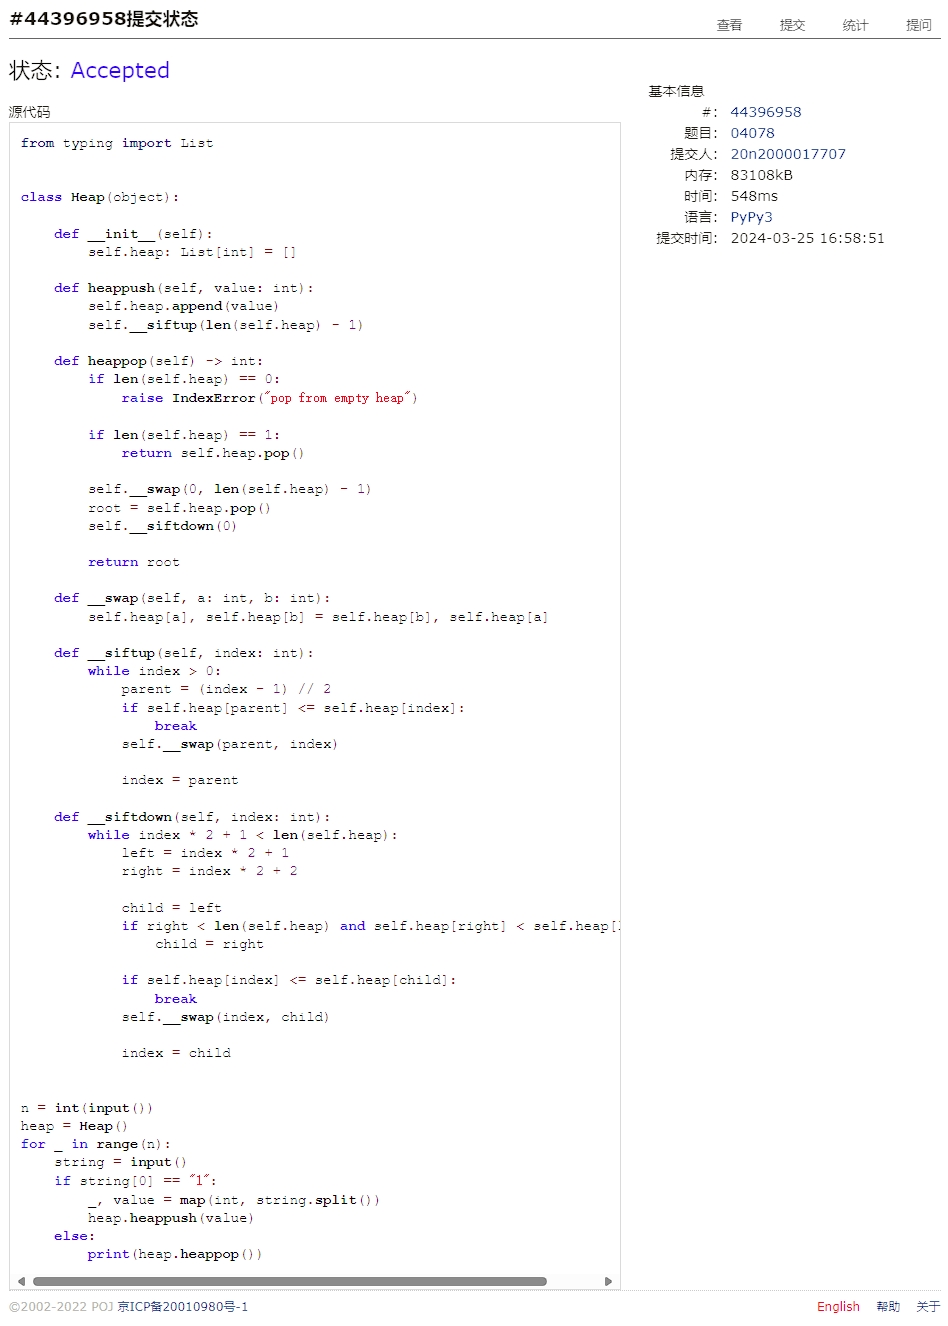 #44396958提交状态
查看 提交 统计 提问
状态: Accepted
源代码
from typing import List
class Heap(object):
    def __init__(self):
        self.heap: List[int] = []
    def heappush(self, value: int):
        self.heap.append(value)
        self.__siftup(len(self.heap) - 1)
    def heappop(self) -> int:
        if len(self.heap) == 0:
            raise IndexError("pop from empty heap")
        if len(self.heap) == 1:
            return self.heap.pop()
        self.__swap(0, len(self.heap) - 1)
        root = self.heap.pop()
        self.__siftdown(0)
        return root
    def __swap(self, a: int, b: int):
        self.heap[a], self.heap[b] = self.heap[b], self.heap[a]
    def __siftup(self, index: int):
        while index > 0:
            parent = (index - 1) // 2
            if self.heap[parent] <= self.heap[index]:
                break
            self.__swap(parent, index)
            index = parent
    def __siftdown(self, index: int):
        while index * 2 + 1 < len(self.heap):
            left = index * 2 + 1
            right = index * 2 + 2
            child = left
            if right < len(self.heap) and self.heap[right] < self.heap[
                child = right
            if self.heap[index] <= self.heap[child]:
                break
            self.__swap(index, child)
            index = child
n = int(input())
heap = Heap()
for _ in range(n):
    string = input()
    if string[0] == "1":
        _, value = map(int, string.split())
        heap.heappush(value)
    else:
        print(heap.heappop())
基本信息
#: 44396958
题目: 04078
提交人: 20n2000017707
内存: 83108kB
时间: 548ms
语言: PyPy3
提交时间: 2024-03-25 16:58:51
©2002-2022 POJ 京ICP备20010980号-1
English 帮助 关于